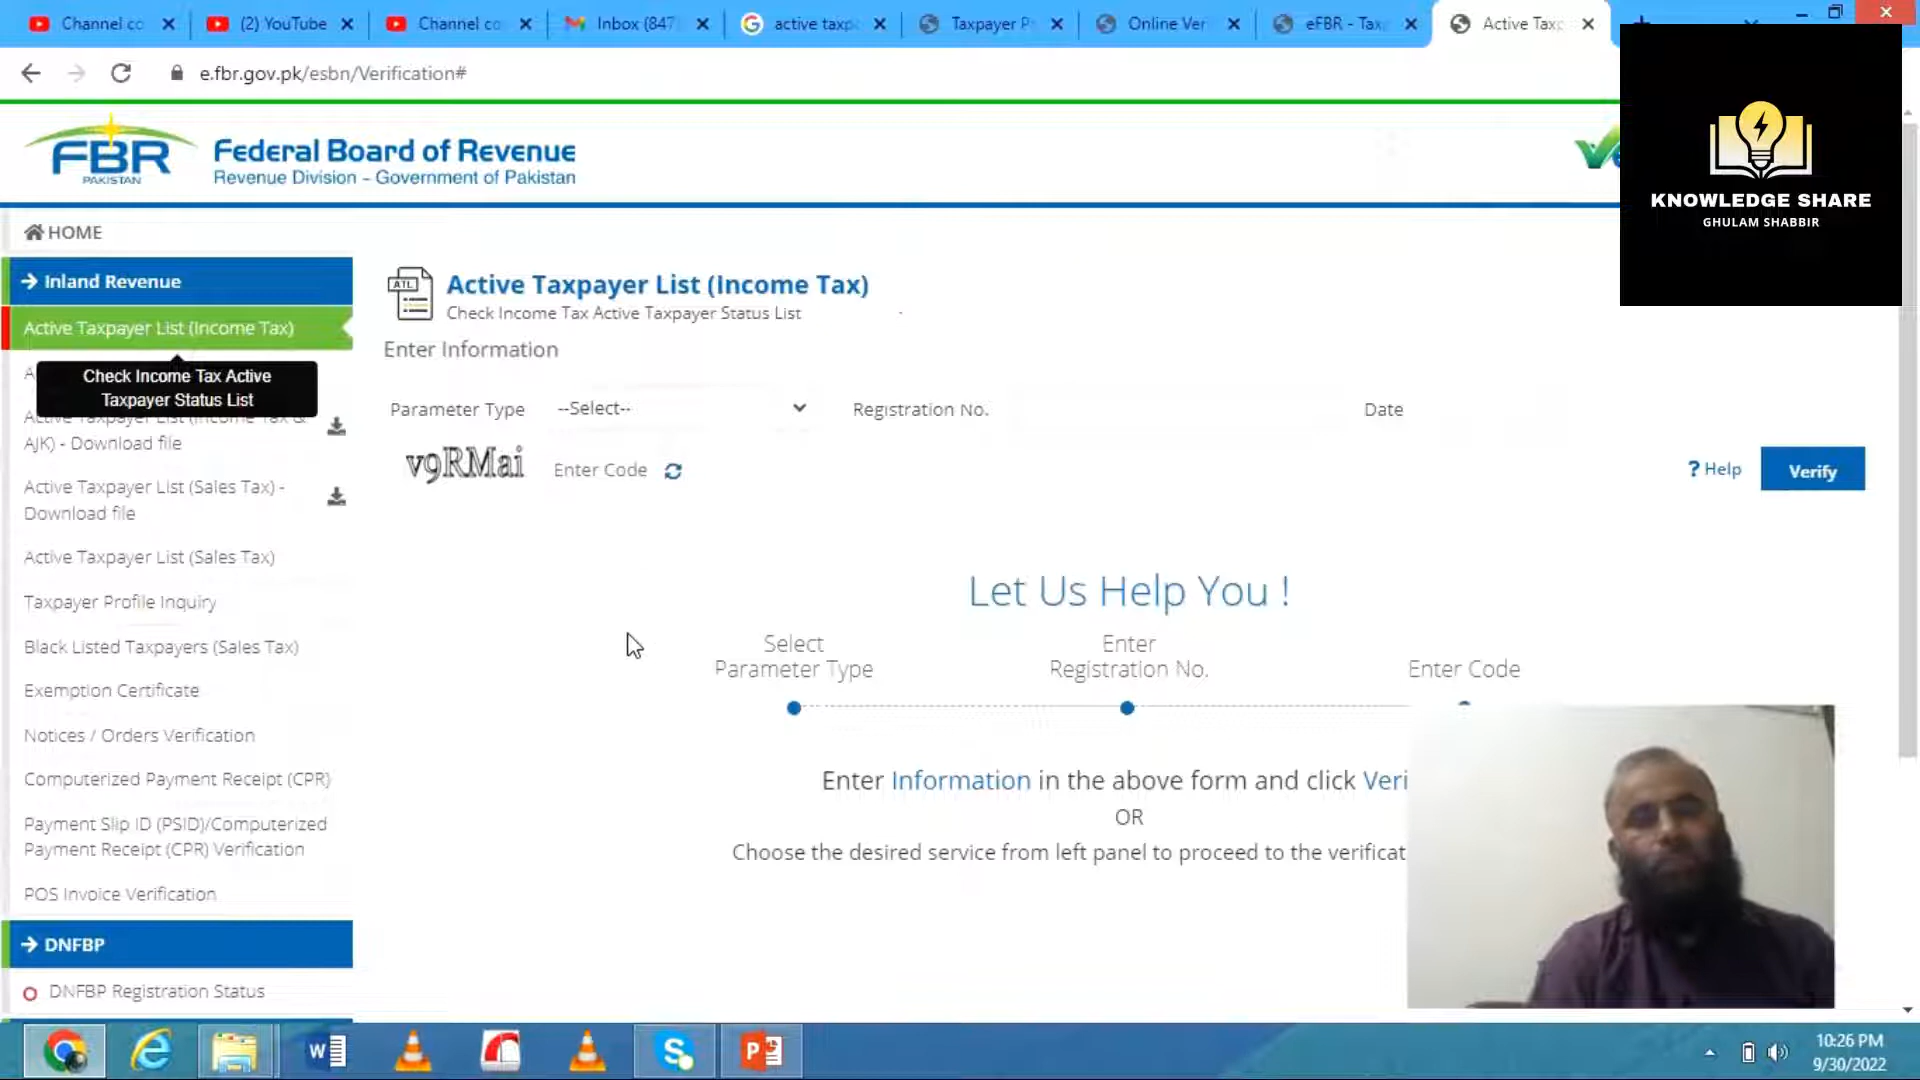 Channel co
(2) YouTube
Channel co
Inbox (847
active taxp
Taxpayer P
Online Ver
eFBR - Tax
Active Taxp
e.fbr.gov.pk/esbn/Verification#
FBR
PAKISTAN
Federal Board of Revenue
Revenue Division – Government of Pakistan
KNOWLEDGE SHARE
GHULAM SHABBIR
HOME
Inland Revenue
Active Taxpayer List (Income Tax)
Check Income Tax Active
Taxpayer Status List
Active Taxpayer List (Income Tax &
AJK) - Download file
Active Taxpayer List (Sales Tax) -
Download file
Active Taxpayer List (Sales Tax)
Taxpayer Profile Inquiry
Black Listed Taxpayers (Sales Tax)
Exemption Certificate
Notices / Orders Verification
Computerized Payment Receipt (CPR)
Payment Slip ID (PSID)/Computerized
Payment Receipt (CPR) Verification
POS Invoice Verification
DNFBP
DNFBP Registration Status
ATL
Active Taxpayer List (Income Tax)
Check Income Tax Active Taxpayer Status List
Enter Information
Parameter Type --Select-- Registration No. Date
v9RMai Enter Code ? Help Verify
Let Us Help You !
Select
Parameter Type
Enter
Registration No.
Enter Code
Enter Information in the above form and click Veri
OR
Choose the desired service from left panel to proceed to the verificat
10:26 PM
9/30/2022